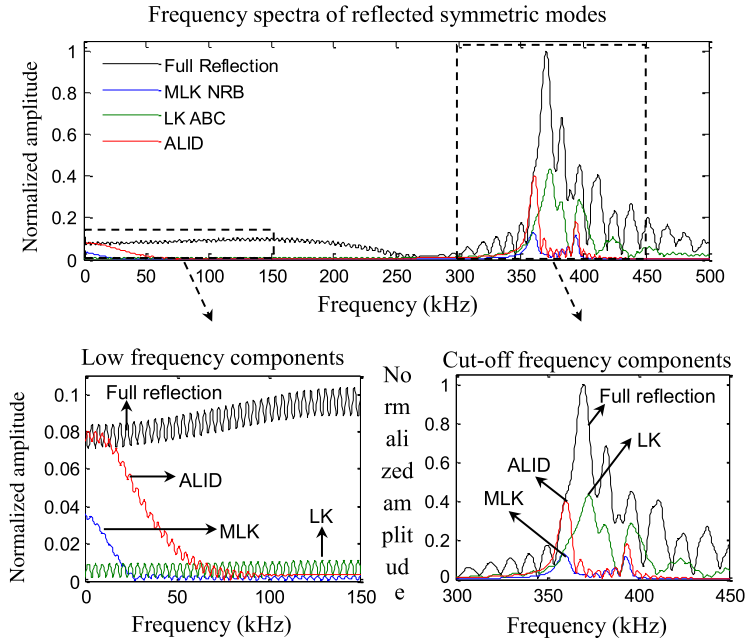 Frequency spectra of reflected symmetric modes
Normalized amplitude
1
0.8
0.6
0.4
0.2
0
Full Reflection
MLK NRB
LK ABC
ALID
0 50 100 150 200 250 300 350 400 450 500
Frequency (kHz)
Low frequency components
Normalized amplitude
0.1
0.08
0.06
0.04
0.02
0
Full reflection
ALID
MLK
LK
0 50 100 150
Frequency (kHz)
Cut-off frequency components
No
rm
ali
zed
am
plit
ud
e
1
0.8
0.6
0.4
0.2
0
Full reflection
LK
ALID
MLK
300 350 400 450
Frequency (kHz)